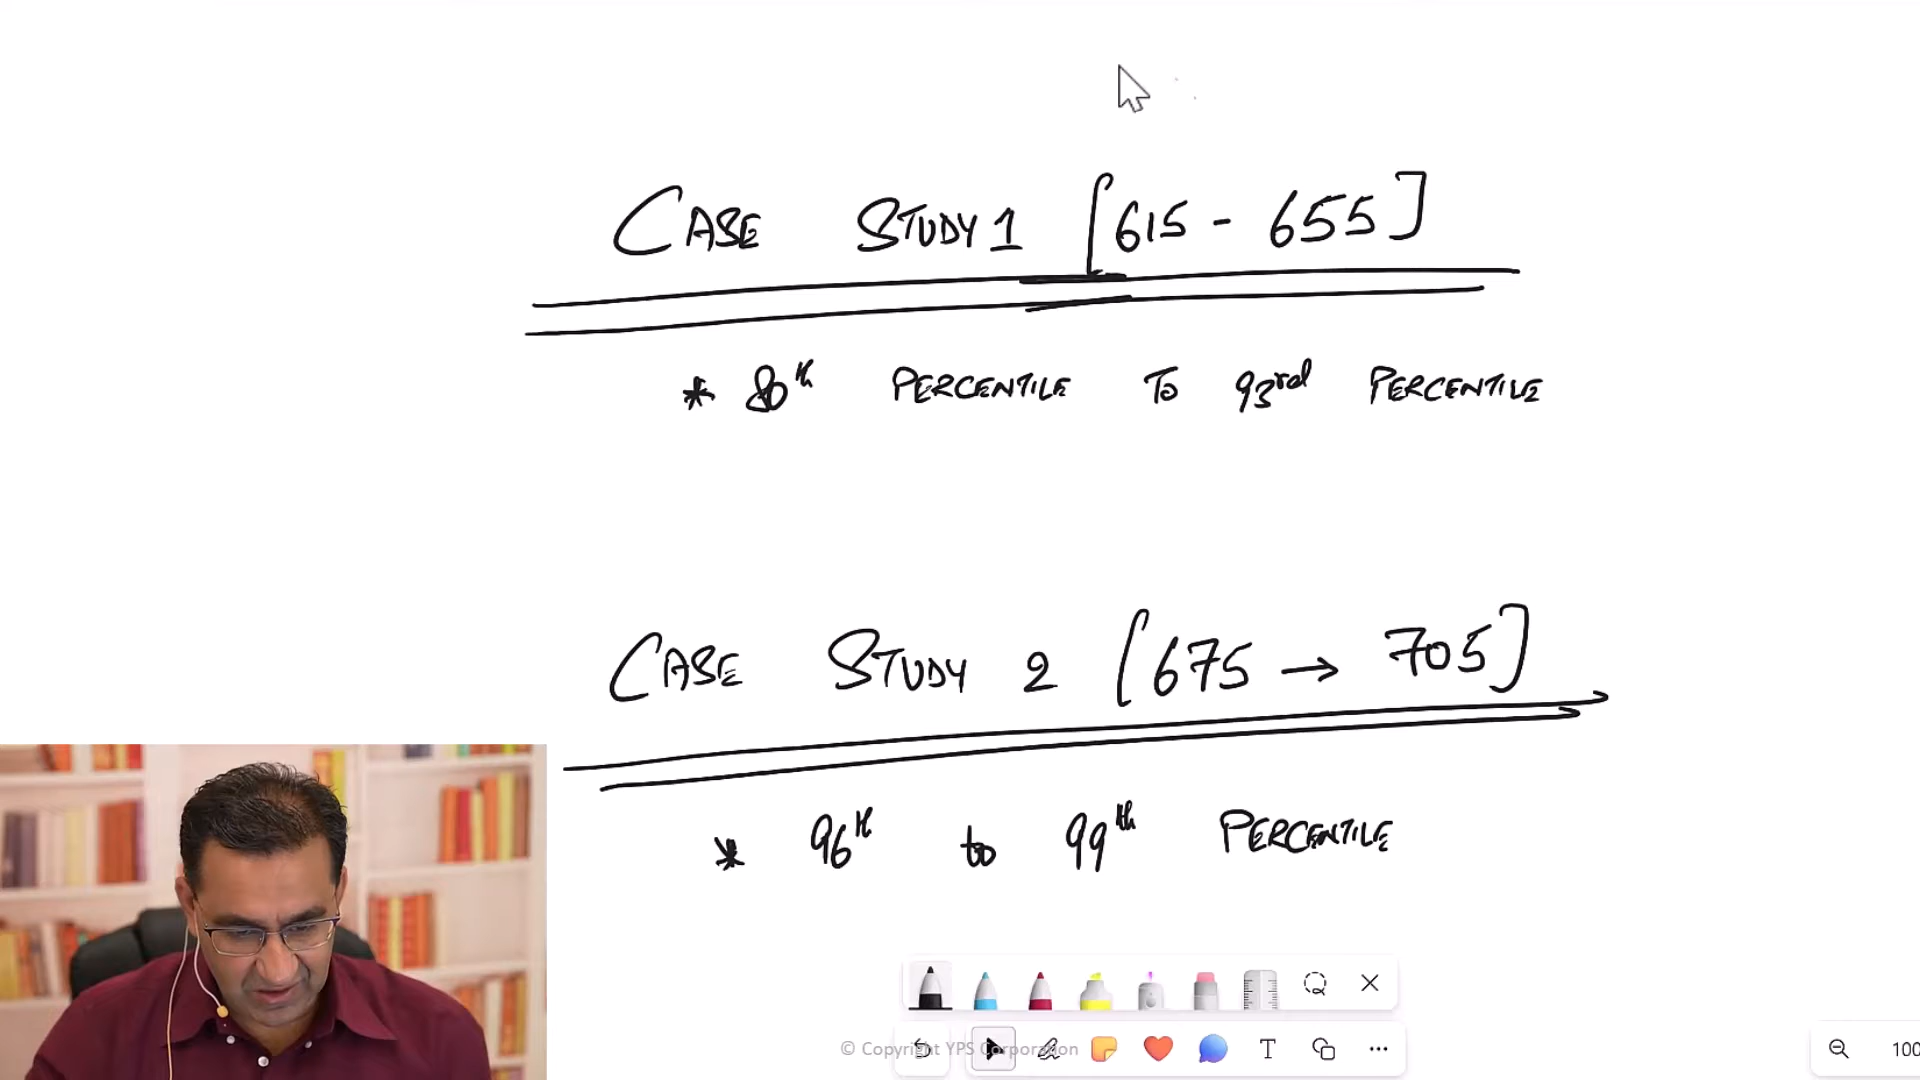 CASE STUDY 1 [615 - 655]
* 80th PERCENTILE TO 93rd PERCENTILE
CASE STUDY 2 [675 → 705]
* 96th to 99th PERCENTILE
© Copyright YPS Corporation
100